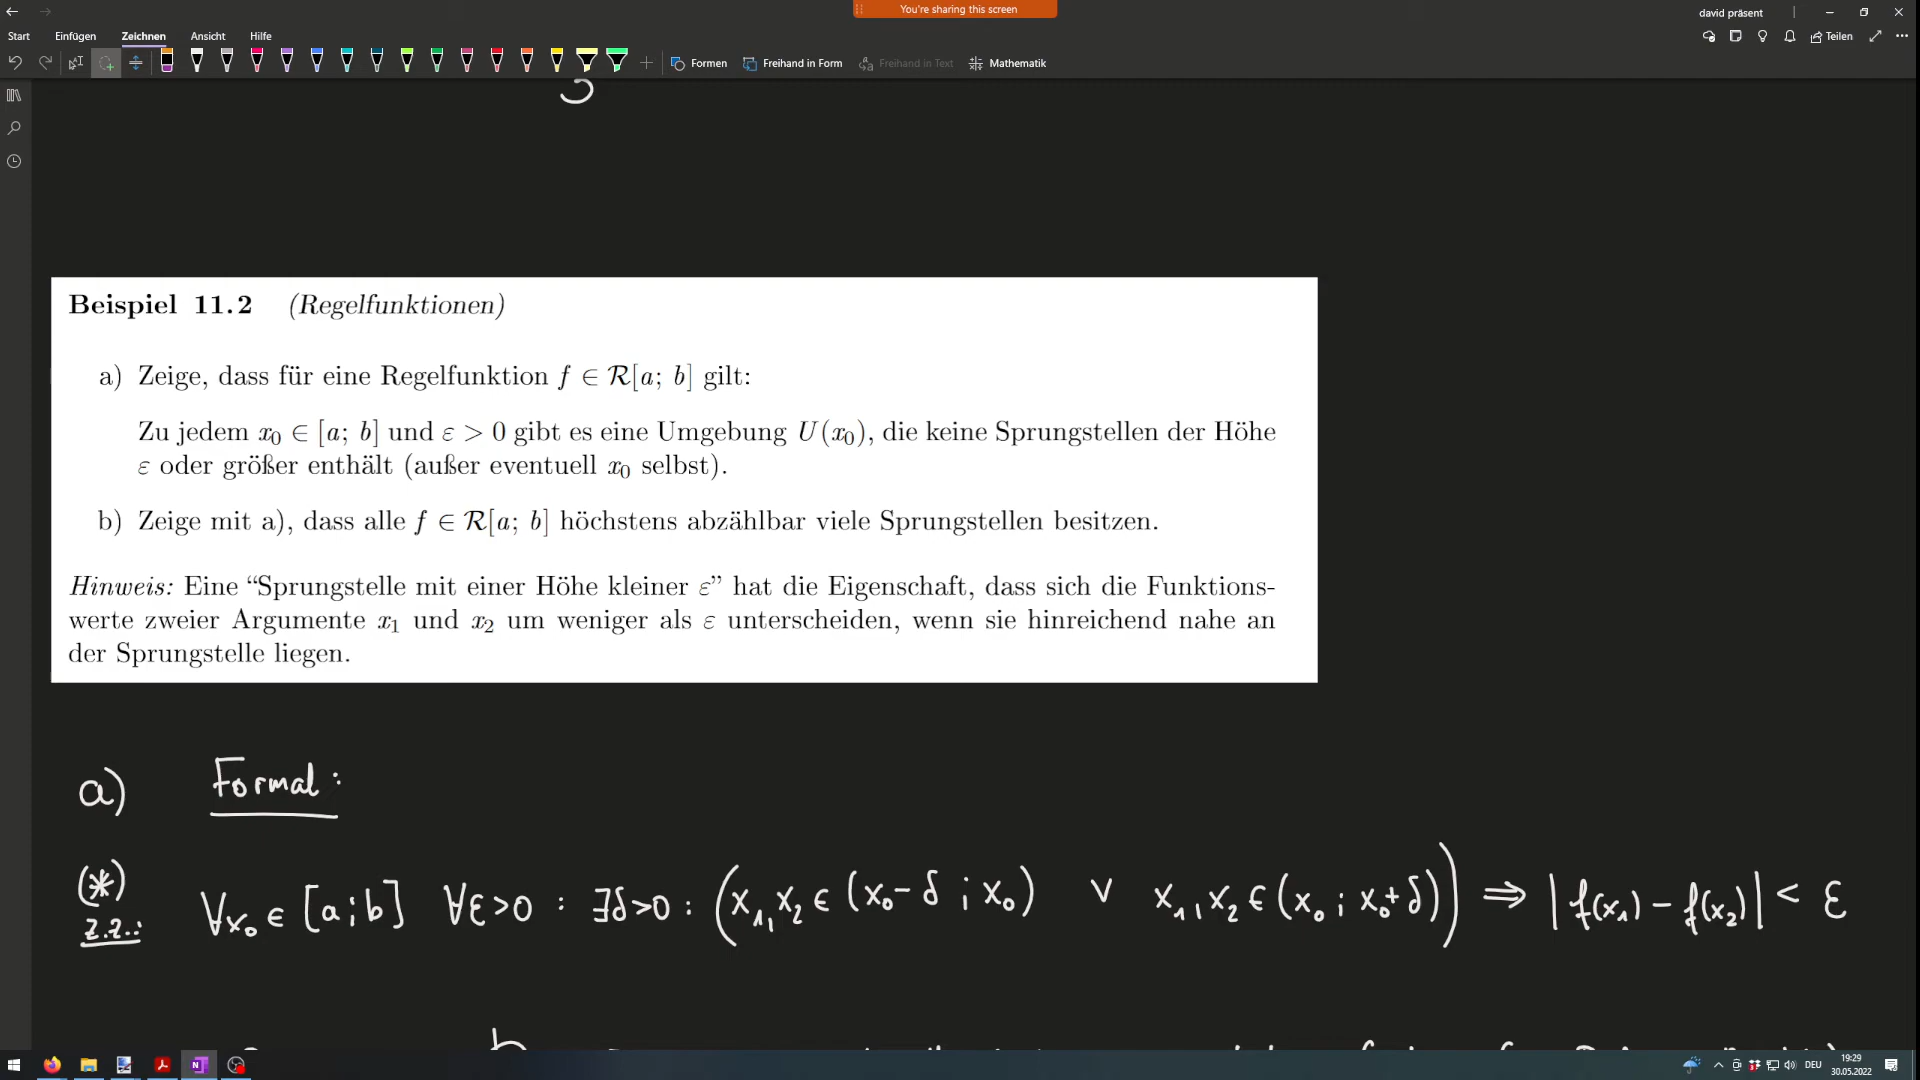 You're sharing this screen
david präsent
Start Einfügen Zeichnen Ansicht Hilfe
Teilen
Formen Freihand in Form Freihand in Text Mathematik
Beispiel 11.2 (Regelfunktionen)
a) Zeige, dass für eine Regelfunktion f ∈ R[a; b] gilt:
Zu jedem x₀ ∈ [a; b] und ε > 0 gibt es eine Umgebung U(x₀), die keine Sprungstellen der Höhe
ε oder größer enthält (außer eventuell x₀ selbst).
b) Zeige mit a), dass alle f ∈ R[a; b] höchstens abzählbar viele Sprungstellen besitzen.
Hinweis: Eine “Sprungstelle mit einer Höhe kleiner ε” hat die Eigenschaft, dass sich die Funktions-
werte zweier Argumente x₁ und x₂ um weniger als ε unterscheiden, wenn sie hinreichend nahe an
der Sprungstelle liegen.
a) Formal:
(*)
z.z.: ∀x₀ ∈ [a;b] ∀ε>0 : ∃δ>0 : (x₁,x₂ ∈ (x₀-δ ; x₀) ∨ x₁,x₂ ∈ (x₀ ; x₀+δ)) ⇒ |f(x₁) - f(x₂)| < ε
DEU
19:29
30.05.2022